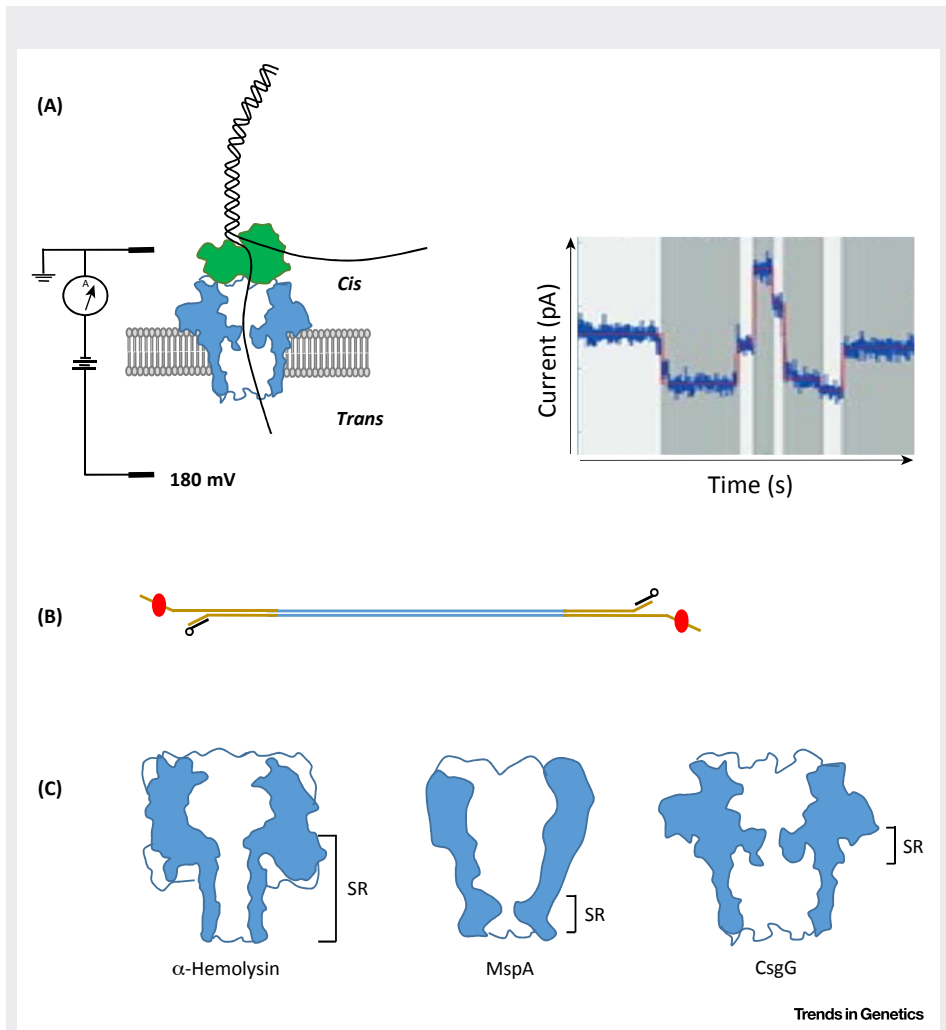 (A)
A
Cis
Trans
180 mV
Current (pA)
Time (s)
(B)
(C)
SR
SR
SR
α-Hemolysin
MspA
CsgG
Trends in Genetics